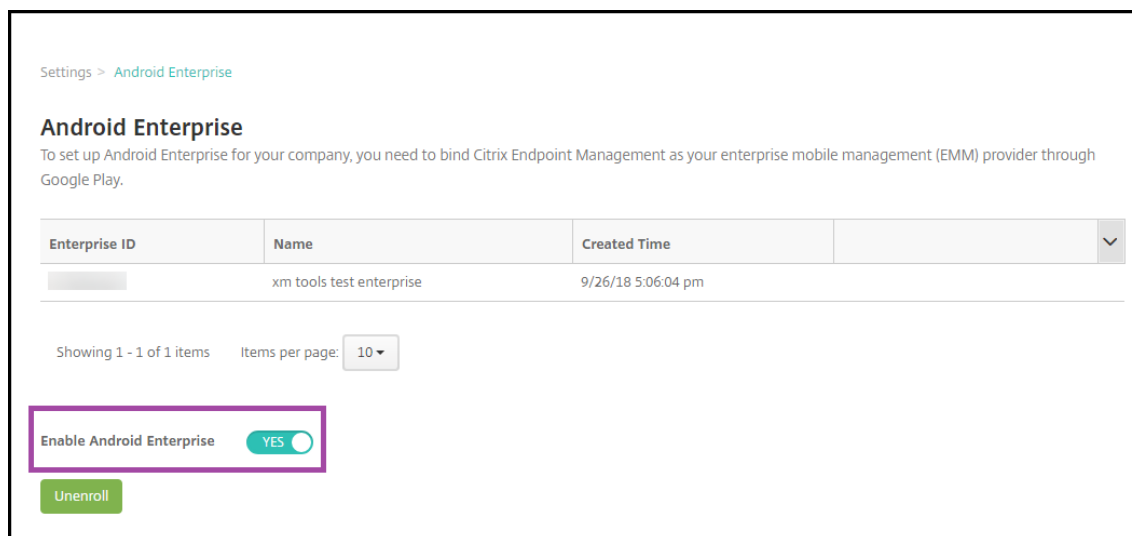 Settings > Android Enterprise
Android Enterprise
To set up Android Enterprise for your company, you need to bind Citrix Endpoint Management as your enterprise mobile management (EMM) provider through
Google Play.
Enterprise ID Name Created Time
xm tools test enterprise 9/26/18 5:06:04 pm
Showing 1 - 1 of 1 items Items per page: 10
Enable Android Enterprise YES
Unenroll